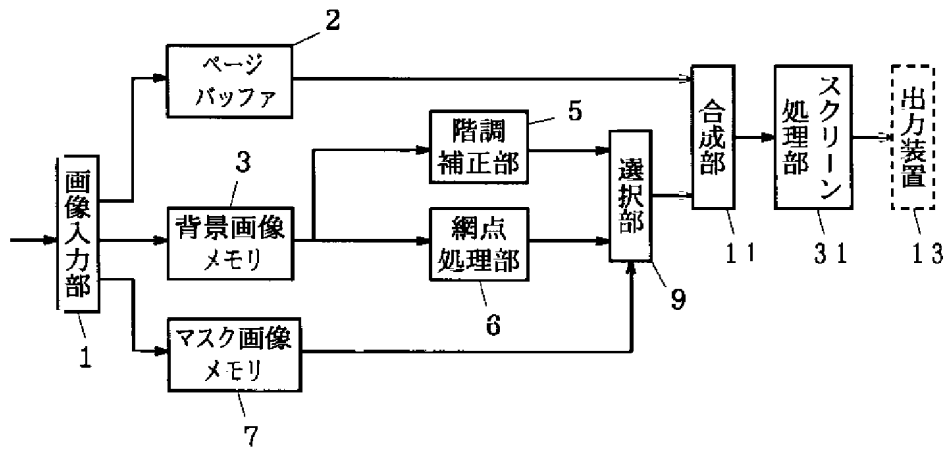 2
ページ
バッファ
画像入力部
1
3
背景画像
メモリ
マスク画像
メモリ
7
階調
補正部
5
網点
処理部
6
選択部
9
合成部
11
スクリーン
処理部
31
出力装置
13